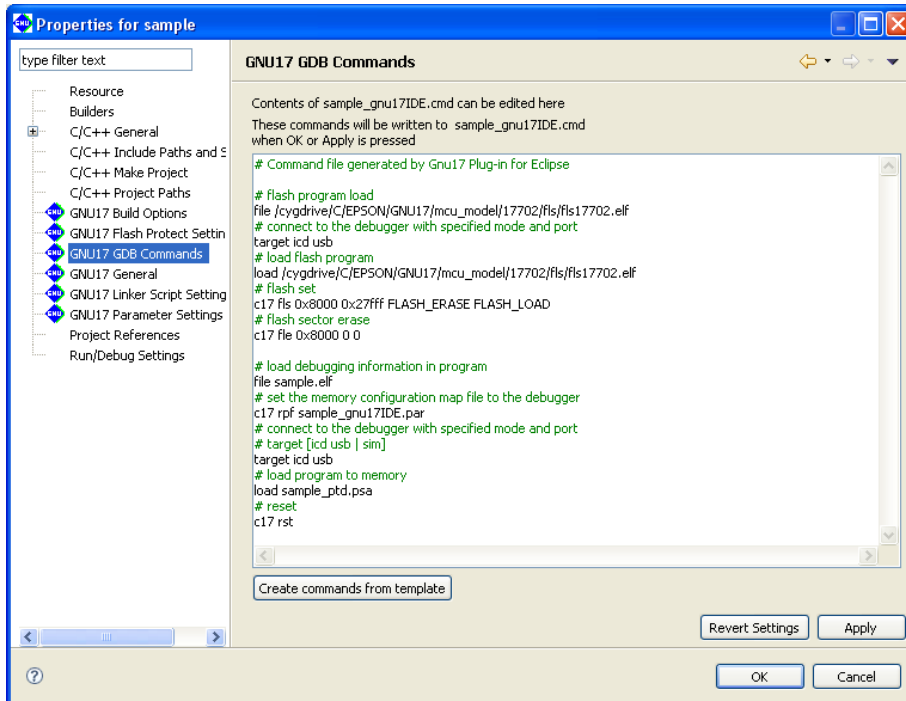 Properties for sample
type filter text
Resource
Builders
C/C++ General
C/C++ Include Paths and S
C/C++ Make Project
C/C++ Project Paths
GNU17 Build Options
GNU17 Flash Protect Settin
GNU17 GDB Commands
GNU17 General
GNU17 Linker Script Setting
GNU17 Parameter Settings
Project References
Run/Debug Settings
GNU17 GDB Commands
Contents of sample_gnu17IDE.cmd can be edited here
These commands will be written to sample_gnu17IDE.cmd
when OK or Apply is pressed
# Command file generated by Gnu17 Plug-in for Eclipse
# flash program load
file /cygdrive/C/EPSON/GNU17/mcu_model/17702/fls/fls17702.elf
# connect to the debugger with specified mode and port
target icd usb
# load flash program
load /cygdrive/C/EPSON/GNU17/mcu_model/17702/fls/fls17702.elf
# flash set
c17 fls 0x8000 0x27fff FLASH_ERASE FLASH_LOAD
# flash sector erase
c17 fle 0x8000 0 0
# load debugging information in program
file sample.elf
# set the memory configuration map file to the debugger
c17 rpf sample_gnu17IDE.par
# connect to the debugger with specified mode and port
# target [icd usb | sim]
target icd usb
# load program to memory
load sample_ptd.psa
# reset
c17 rst
Create commands from template
Revert Settings
Apply
OK
Cancel